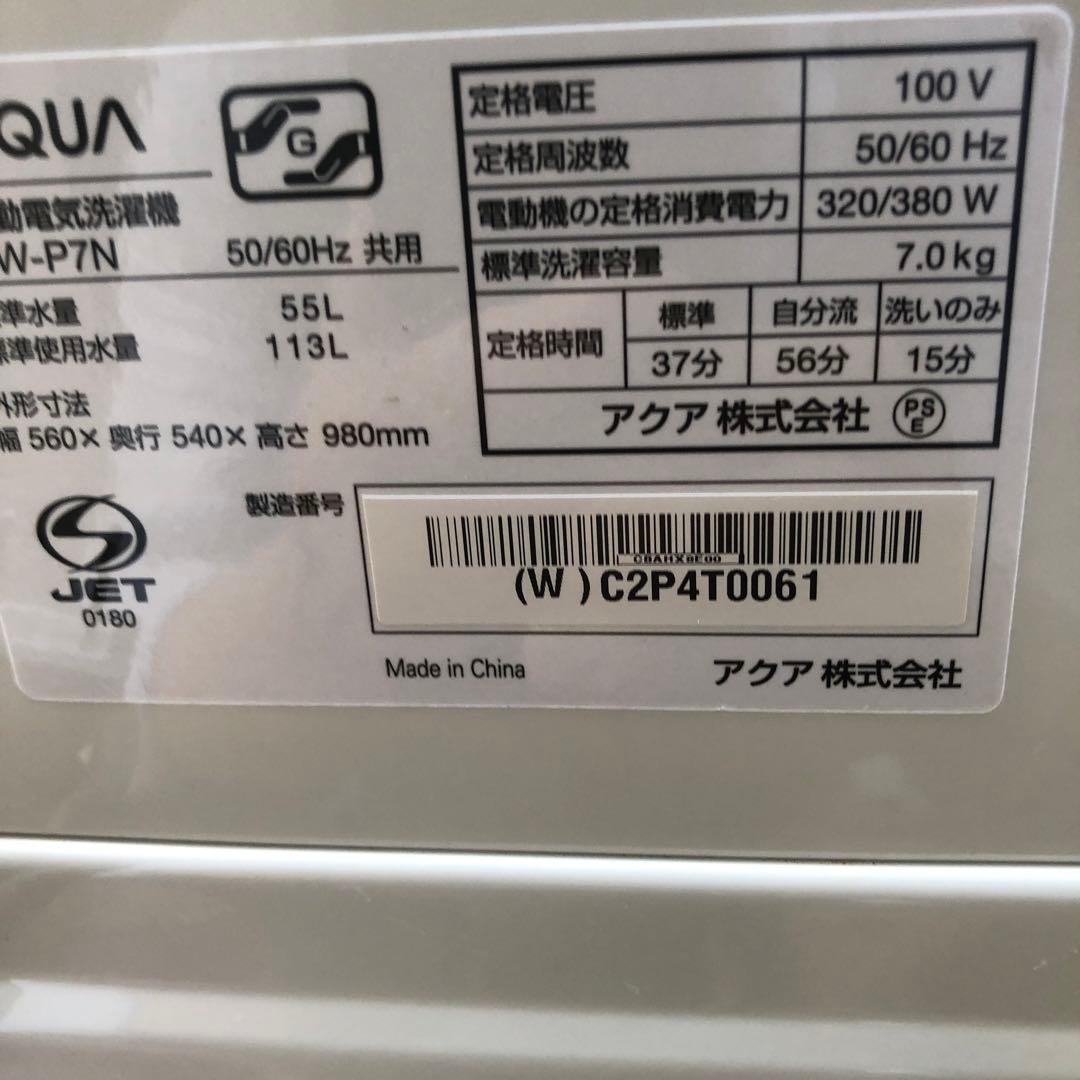 QUA
G
動電気洗濯機
W-P7N 50/60Hz 共用
準水量 55L
標準使用水量 113L
外形寸法
幅 560× 奥行 540× 高さ 980mm
定格電圧 100 V
定格周波数 50/60 Hz
電動機の定格消費電力 320/380 W
標準洗濯容量 7.0kg
定格時間 標準 自分流 洗いのみ
37分 56分 15分
アクア 株式会社 PSE
JET
0180
製造番号
CBAHX8E00
(W ) C2P4T0061
Made in China アクア 株式会社